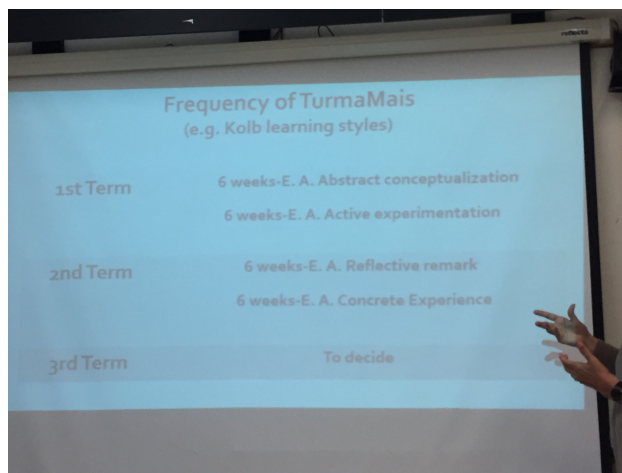 reflecta
Frequency of TurmaMais
(e.g. Kolb learning styles)
1st Term
6 weeks-E. A. Abstract conceptualization
6 weeks-E. A. Active experimentation
2nd Term
6 weeks-E. A. Reflective remark
6 weeks-E. A. Concrete Experience
3rd Term
To decide